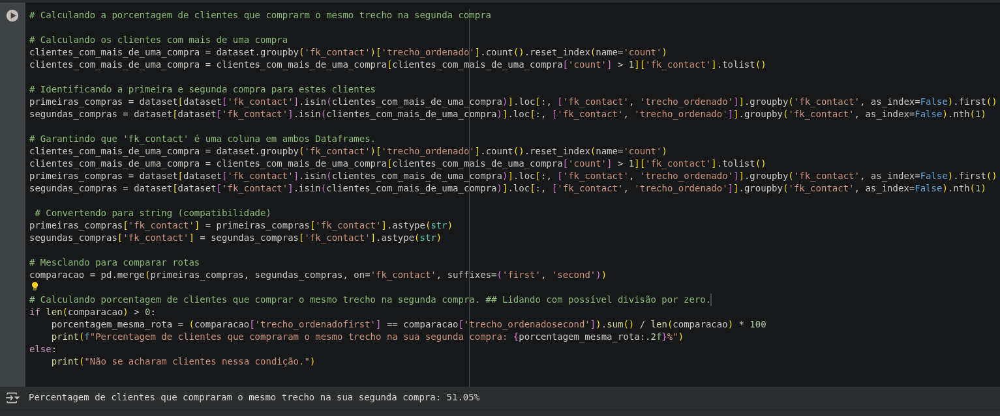 # Calculando a porcentagem de clientes que comprarm o mesmo trecho na segunda compra
# Calculando os clientes com mais de uma compra
clientes_com_mais_de_uma_compra = dataset.groupby('fk_contact')['trecho_ordenado'].count().reset_index(name='count')
clientes_com_mais_de_uma_compra = clientes_com_mais_de_uma_compra[clientes_com_mais_de_uma_compra['count'] > 1]['fk_contact'].tolist()
# Identificando a primeira e segunda compra para estes clientes
primeiras_compras = dataset[dataset['fk_contact'].isin(clientes_com_mais_de_uma_compra)].loc[:, ['fk_contact', 'trecho_ordenado']].groupby('fk_contact', as_index=False).first()
segundas_compras = dataset[dataset['fk_contact'].isin(clientes_com_mais_de_uma_compra)].loc[:, ['fk_contact', 'trecho_ordenado']].groupby('fk_contact', as_index=False).nth(1)
# Garantindo que 'fk_contact' é uma coluna em ambos Dataframes.
clientes_com_mais_de_uma_compra = dataset.groupby('fk_contact')['trecho_ordenado'].count().reset_index(name='count')
clientes_com_mais_de_uma_compra = clientes_com_mais_de_uma_compra[clientes_com_mais_de_uma_compra['count'] > 1]['fk_contact'].tolist()
primeiras_compras = dataset[dataset['fk_contact'].isin(clientes_com_mais_de_uma_compra)].loc[:, ['fk_contact', 'trecho_ordenado']].groupby('fk_contact', as_index=False).first()
segundas_compras = dataset[dataset['fk_contact'].isin(clientes_com_mais_de_uma_compra)].loc[:, ['fk_contact', 'trecho_ordenado']].groupby('fk_contact', as_index=False).nth(1)
# Convertendo para string (compatibilidade)
primeiras_compras['fk_contact'] = primeiras_compras['fk_contact'].astype(str)
segundas_compras['fk_contact'] = segundas_compras['fk_contact'].astype(str)
# Mesclando para comparar rotas
comparacao = pd.merge(primeiras_compras, segundas_compras, on='fk_contact', suffixes=('first', 'second'))
# Calculando porcentagem de clientes que comprar o mesmo trecho na segunda compra. ## Lidando com possível divisão por zero.
if len(comparacao) > 0:
    porcentagem_mesma_rota = (comparacao['trecho_ordenadofirst'] == comparacao['trecho_ordenadosecond']).sum() / len(comparacao) * 100
    print(f"Percentagem de clientes que compraram o mesmo trecho na sua segunda compra: {porcentagem_mesma_rota:.2f}%")
else:
    print("Não se acharam clientes nessa condição.")
Percentagem de clientes que compraram o mesmo trecho na sua segunda compra: 51.05%